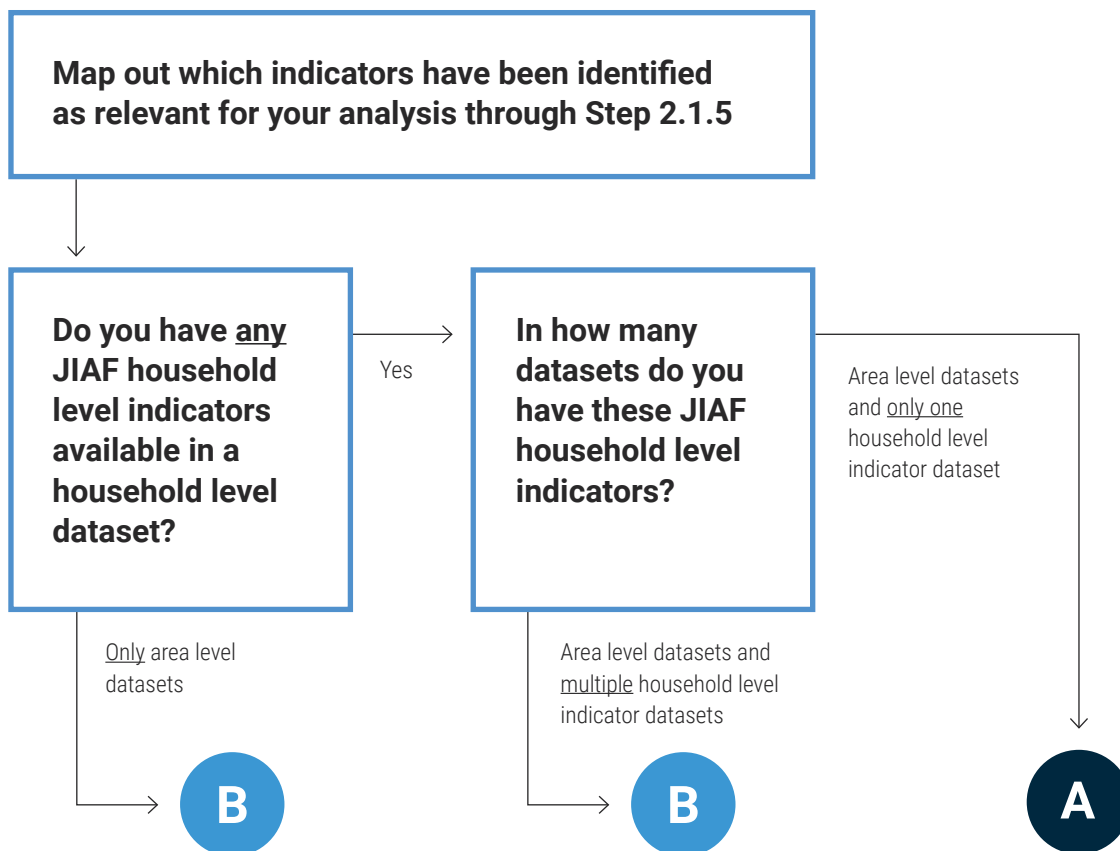 Map out which indicators have been identified
as relevant for your analysis through Step 2.1.5
Do you have any
JIAF household
level indicators
available in a
household level
dataset?
Yes
In how many
datasets do you
have these JIAF
household level
indicators?
Area level datasets
and only one
household level
indicator dataset
Only area level
datasets
Area level datasets and
multiple household level
indicator datasets
B
B
A